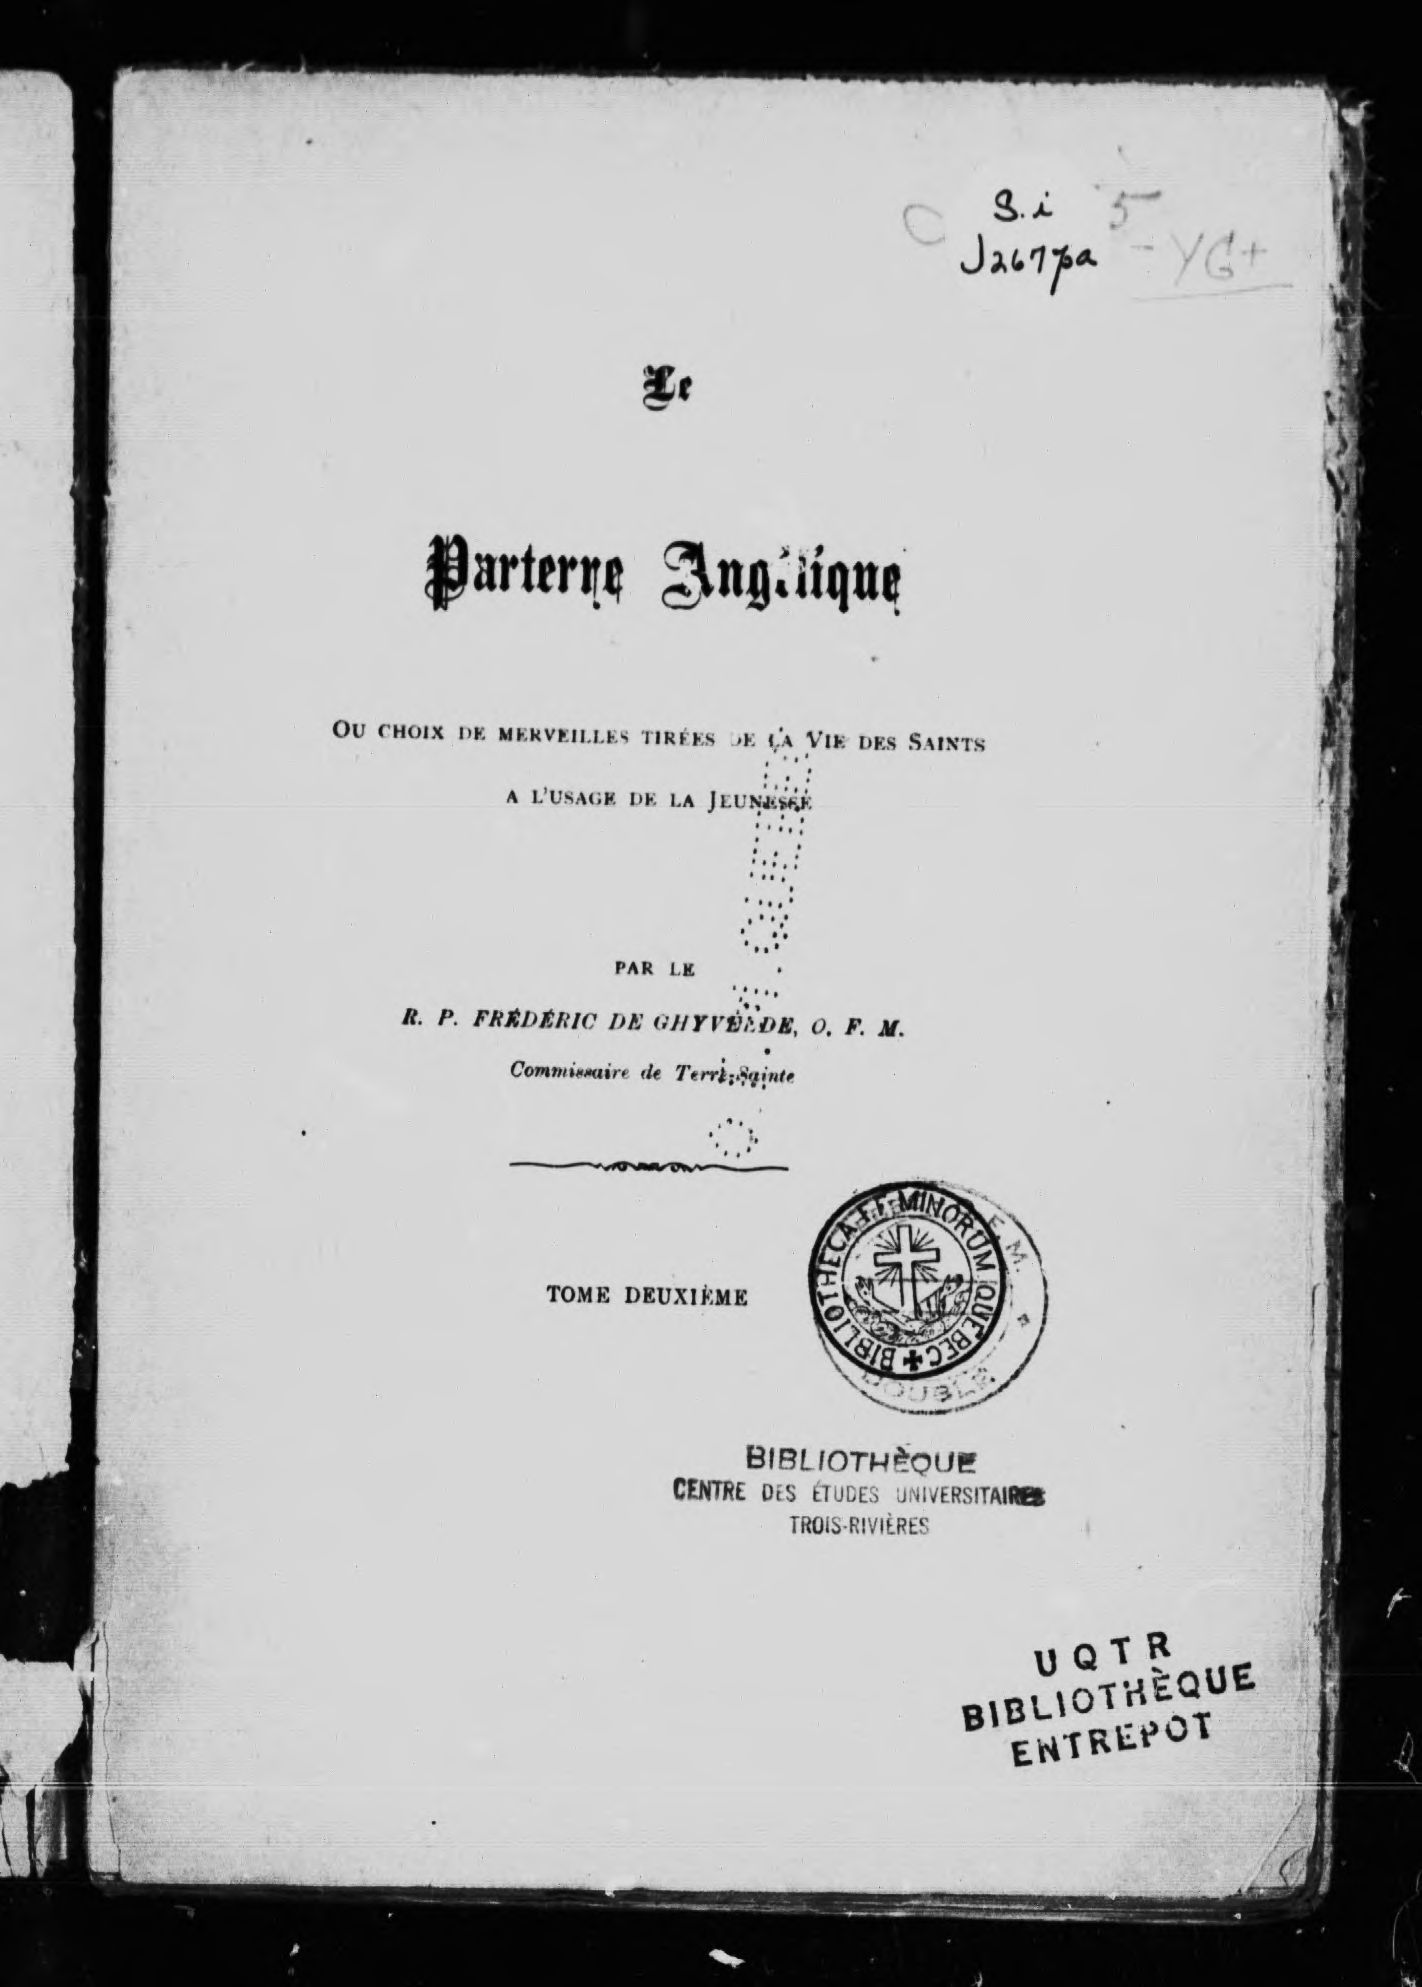 S.i 5
J267pa - YG+
Le
Parterre Angélique
OU CHOIX DE MERVEILLES TIRÉES DE LA VIE DES SAINTS
A L'USAGE DE LA JEUNESSE
PAR LE
R. P. FRÉDÉRIC DE GHYVELDE, O. F. M.
Commissaire de Terre-Sainte
TOME DEUXIÈME
BIBLIOTHECA FF. MINORUM QUEBEC
F. M.
DOUBLE
BIBLIOTHÈQUE
CENTRE DES ÉTUDES UNIVERSITAIRES
TROIS-RIVIÈRES
UQTR
BIBLIOTHÈQUE
ENTREPÔT